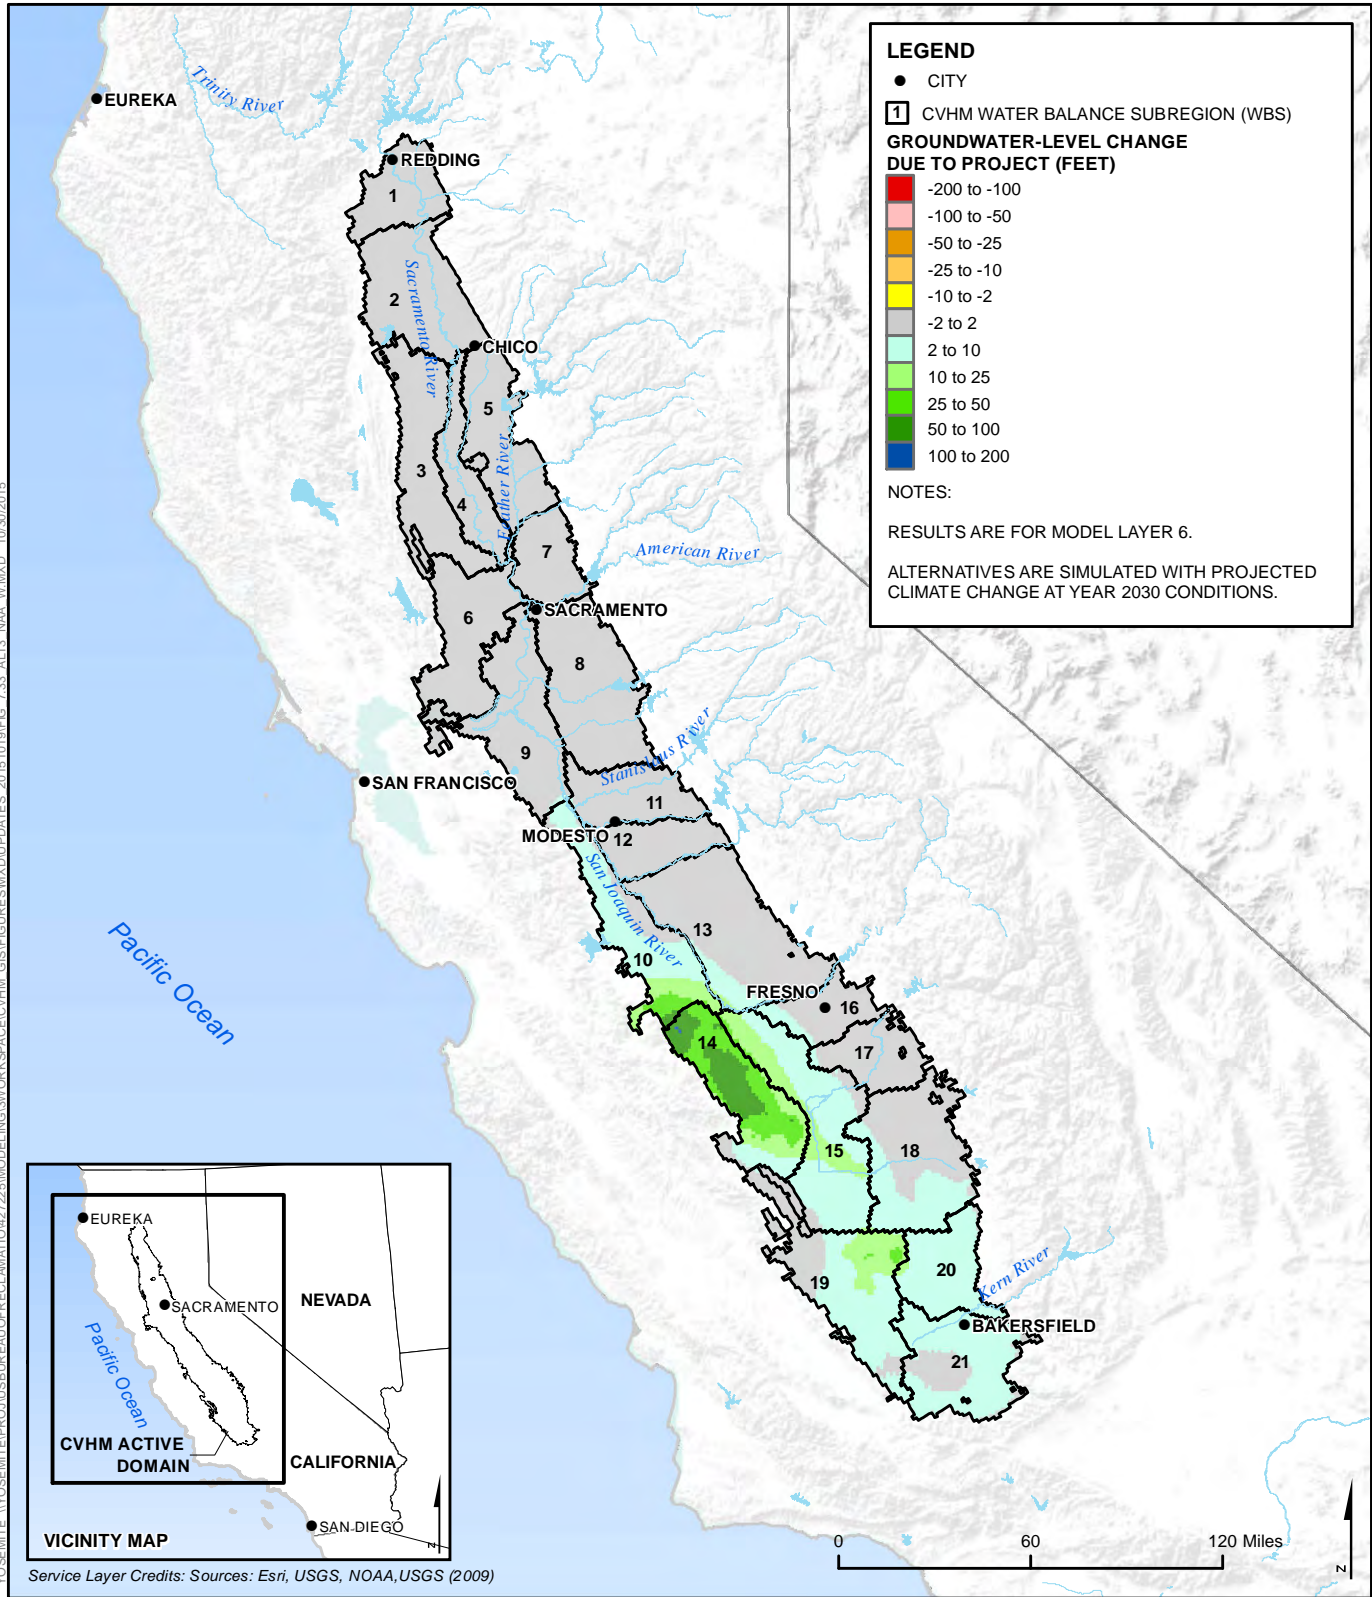 LEGEND
CITY
1 CVHM WATER BALANCE SUBREGION (WBS)
GROUNDWATER-LEVEL CHANGE
DUE TO PROJECT (FEET)
-200 to -100
-100 to -50
-50 to -25
-25 to -10
-10 to -2
-2 to 2
2 to 10
10 to 25
25 to 50
50 to 100
100 to 200
NOTES:
RESULTS ARE FOR MODEL LAYER 6.
ALTERNATIVES ARE SIMULATED WITH PROJECTED
CLIMATE CHANGE AT YEAR 2030 CONDITIONS.
Trinity River
EUREKA
REDDING
1
Sacramento River
2
CHICO
5
3
4
Feather River
7
American River
SACRAMENTO
6
8
9
Stanislaus River
SAN FRANCISCO
11
MODESTO
12
San Joaquin River
13
10
Pacific Ocean
FRESNO
16
14
17
15
18
19
20
Kern River
BAKERSFIELD
21
EUREKA
SACRAMENTO
NEVADA
Pacific Ocean
CVHM ACTIVE
DOMAIN
CALIFORNIA
SAN DIEGO
VICINITY MAP
N
0 60 120 Miles
N
Service Layer Credits: Sources: Esri, USGS, NOAA,USGS (2009)